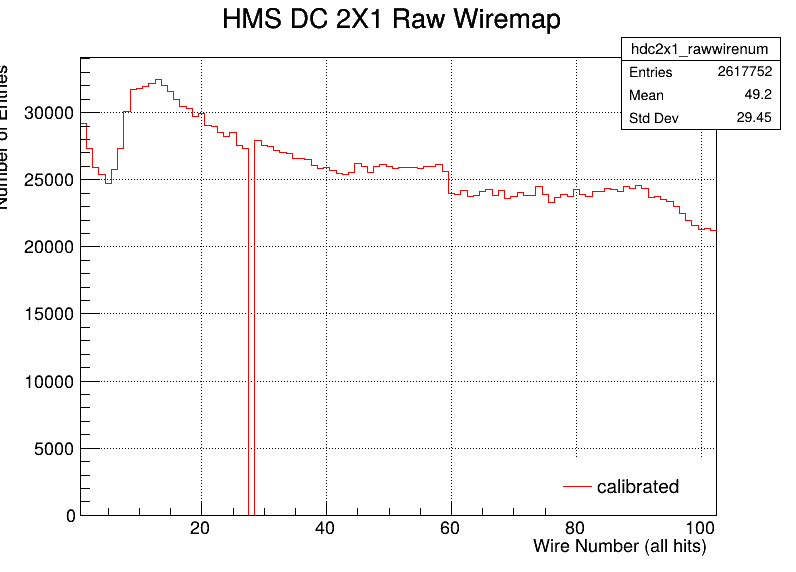 HMS DC 2X1 Raw Wiremap
hdc2x1_rawwirenum
Entries 2617752
Mean 49.2
Std Dev 29.45
Number of Entries
30000
25000
20000
15000
10000
5000
0
calibrated
20 40 60 80 100
Wire Number (all hits)